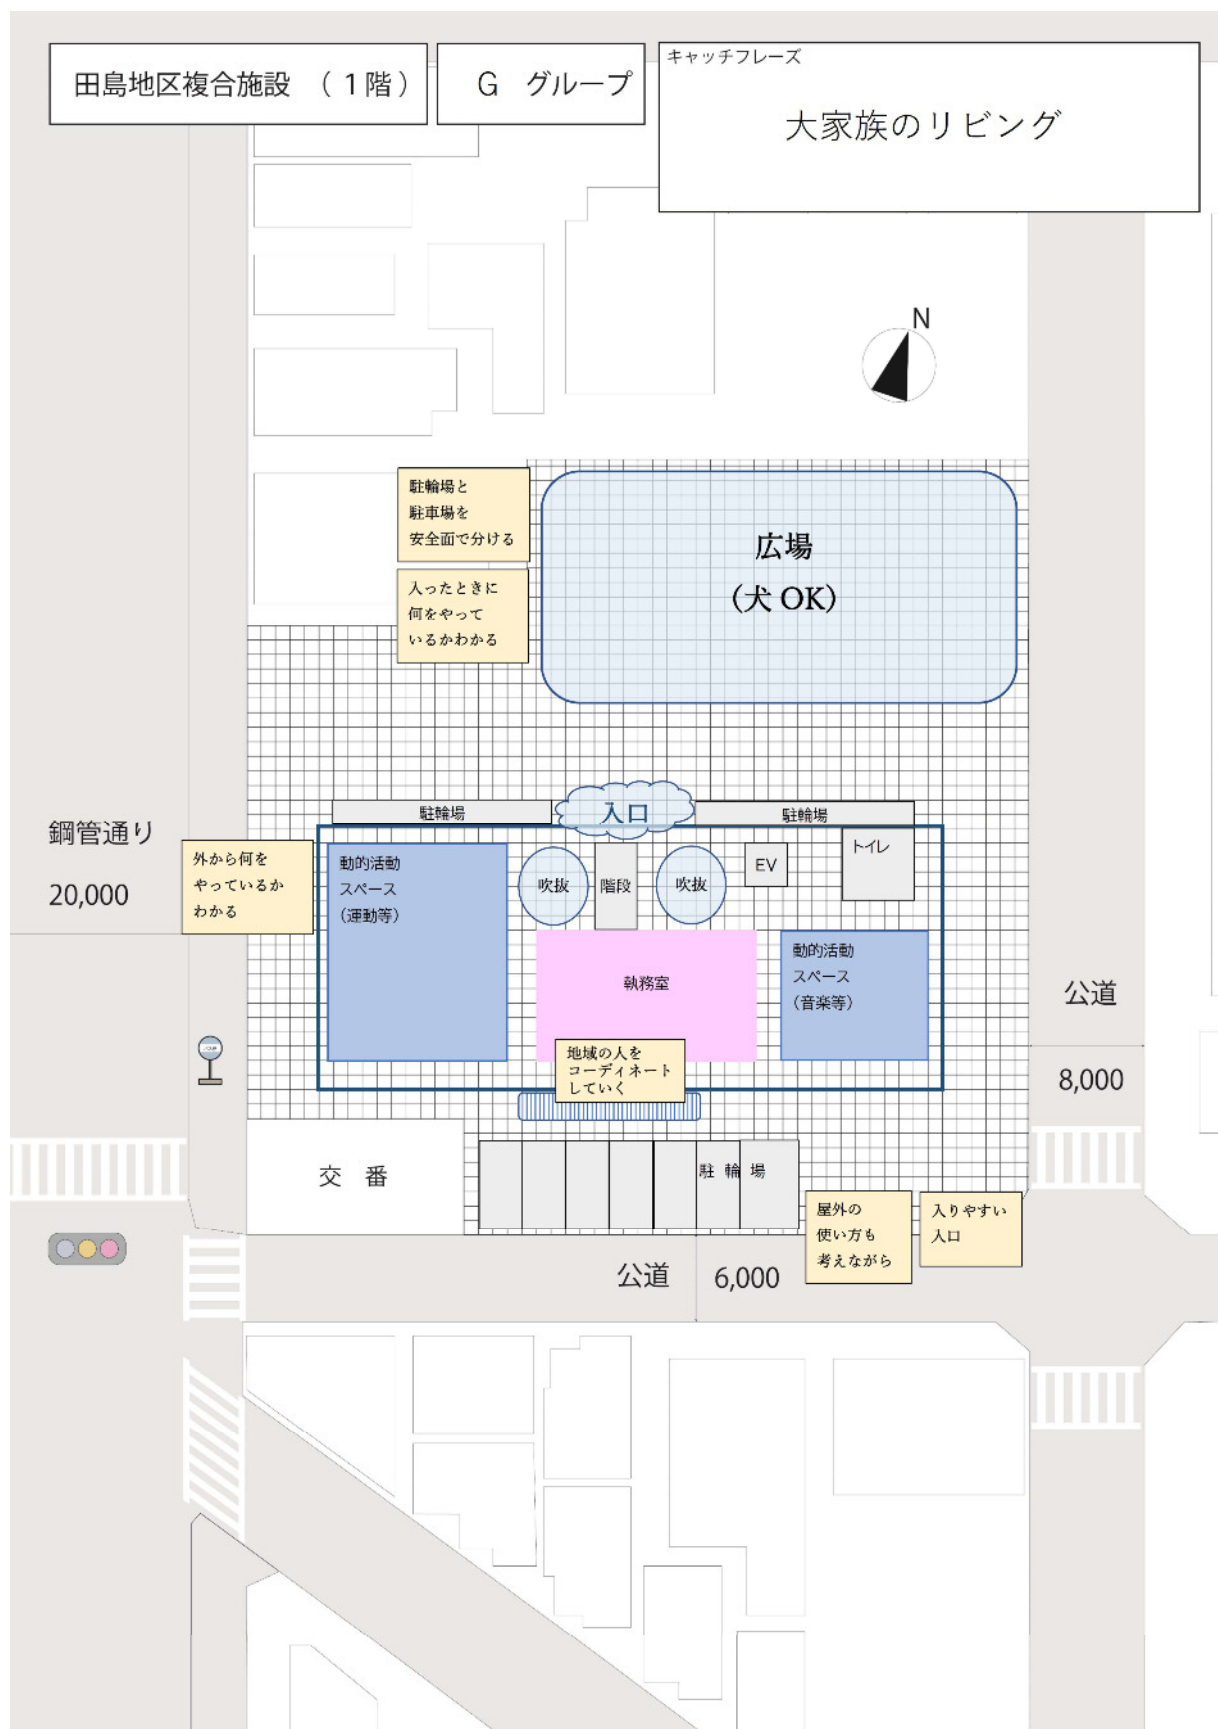 田島地区複合施設 （１階）
G グループ
キャッチフレーズ
大家族のリビング
N
駐輪場と
駐車場を
安全面で分ける
入ったときに
何をやって
いるかわかる
広場
（犬 OK）
鋼管通り
20,000
外から何を
やっているか
わかる
駐輪場
入口
駐輪場
動的活動
スペース
（運動等）
吹抜
階段
吹抜
EV
トイレ
執務室
動的活動
スペース
（音楽等）
地域の人を
コーディネート
していく
公道
8,000
交 番
駐 輪 場
屋外の
使い方も
考えながら
入りやすい
入口
公道 6,000